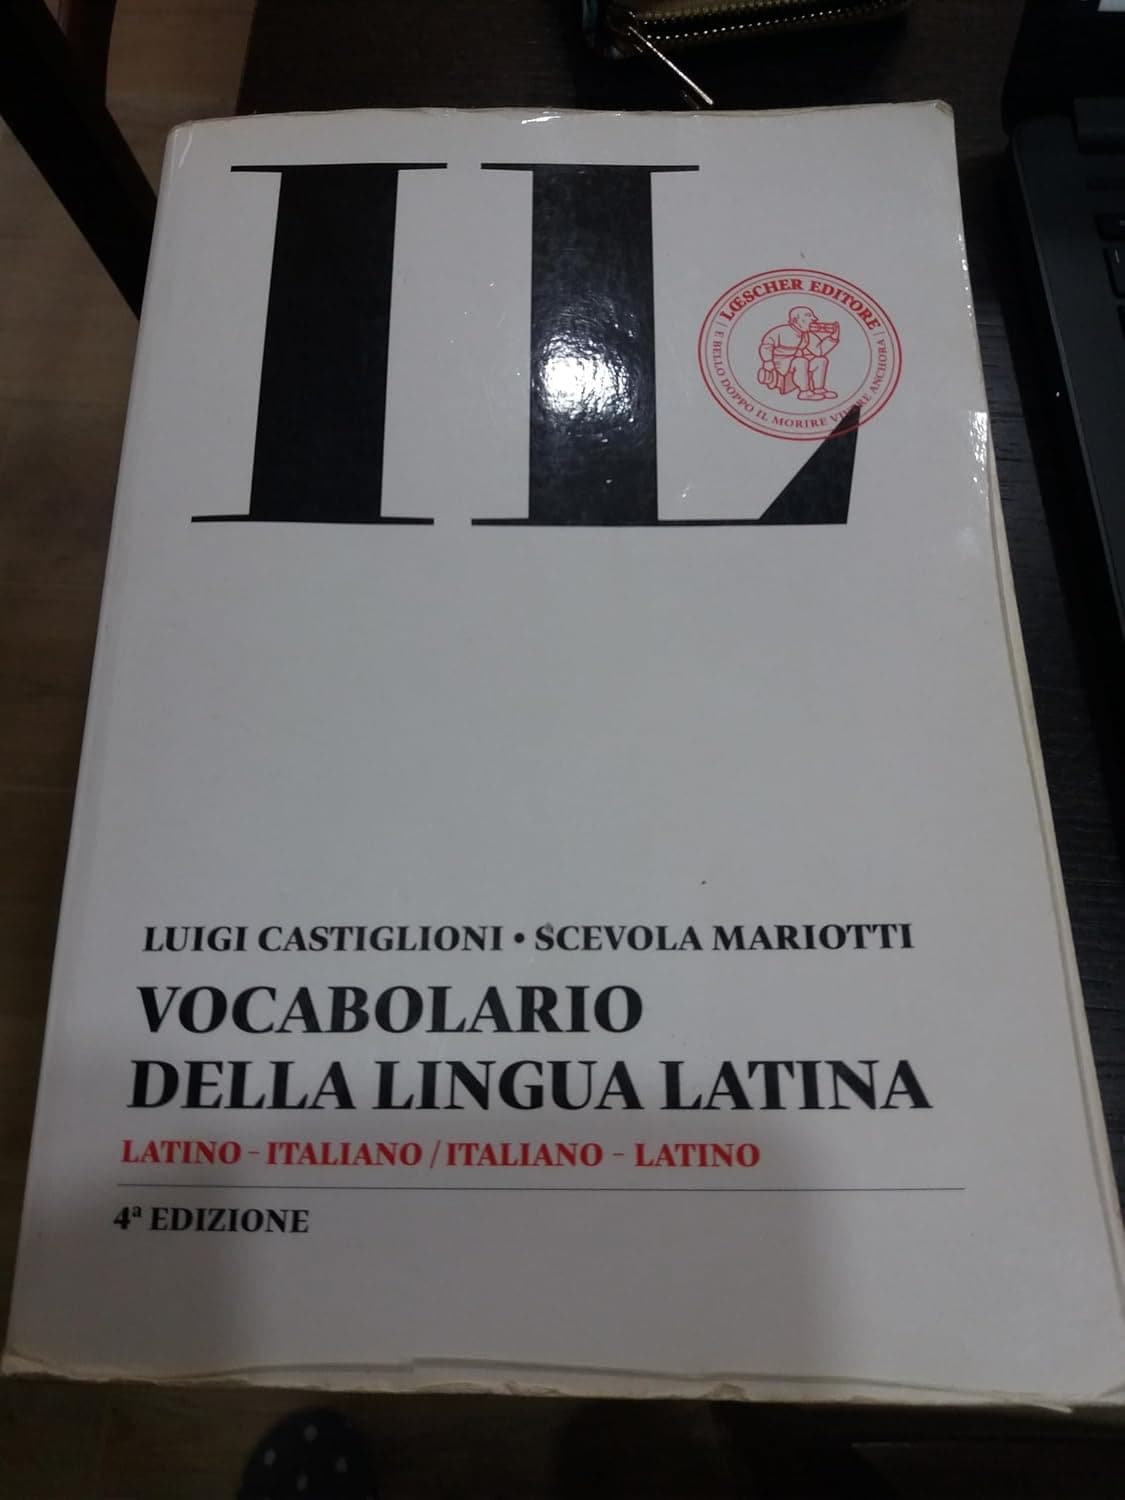 IL
LŒSCHER EDITORE
E BELLO DOPPO IL MORIRE VIVERE ANCHORA
LUIGI CASTIGLIONI • SCEVOLA MARIOTTI
VOCABOLARIO
DELLA LINGUA LATINA
LATINO - ITALIANO / ITALIANO - LATINO
4ª EDIZIONE